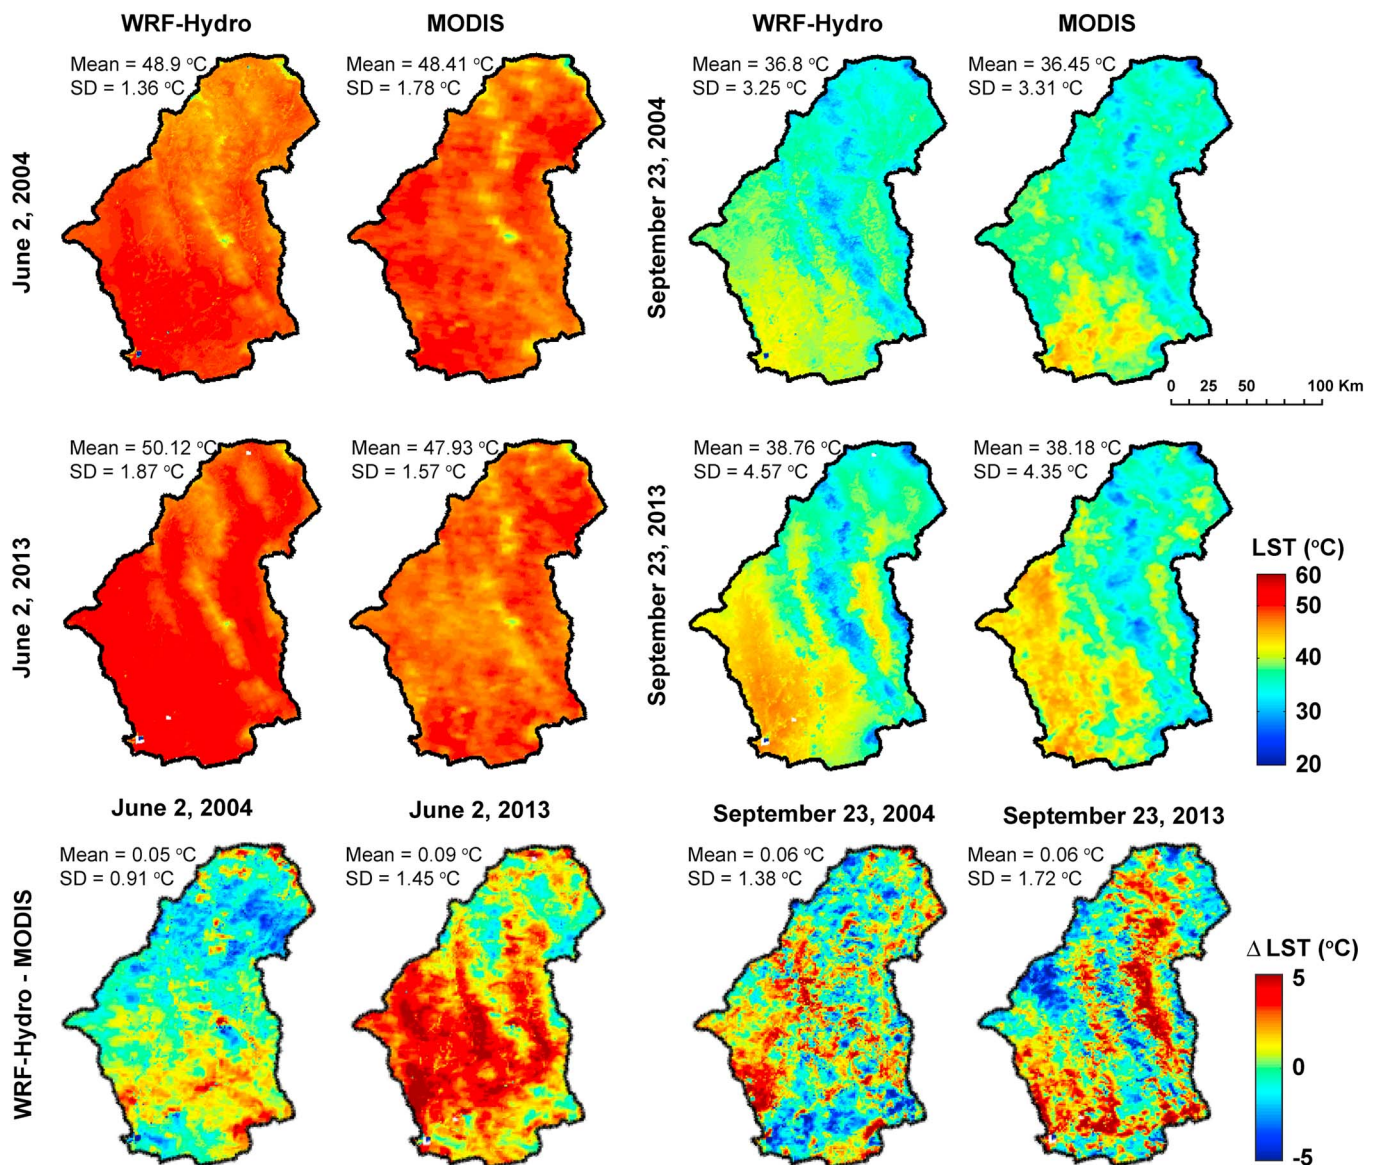 WRF-Hydro
MODIS
WRF-Hydro
MODIS
June 2, 2004
Mean = 48.9 °C
SD = 1.36 °C
Mean = 48.41 °C
SD = 1.78 °C
September 23, 2004
Mean = 36.8 °C
SD = 3.25 °C
Mean = 36.45 °C
SD = 3.31 °C
0 25 50 100 Km
June 2, 2013
Mean = 50.12 °C
SD = 1.87 °C
Mean = 47.93 °C
SD = 1.57 °C
September 23, 2013
Mean = 38.76 °C
SD = 4.57 °C
Mean = 38.18 °C
SD = 4.35 °C
LST (°C)
60
50
40
30
20
June 2, 2004
June 2, 2013
September 23, 2004
September 23, 2013
WRF-Hydro - MODIS
Mean = 0.05 °C
SD = 0.91 °C
Mean = 0.09 °C
SD = 1.45 °C
Mean = 0.06 °C
SD = 1.38 °C
Mean = 0.06 °C
SD = 1.72 °C
Δ LST (°C)
5
0
-5